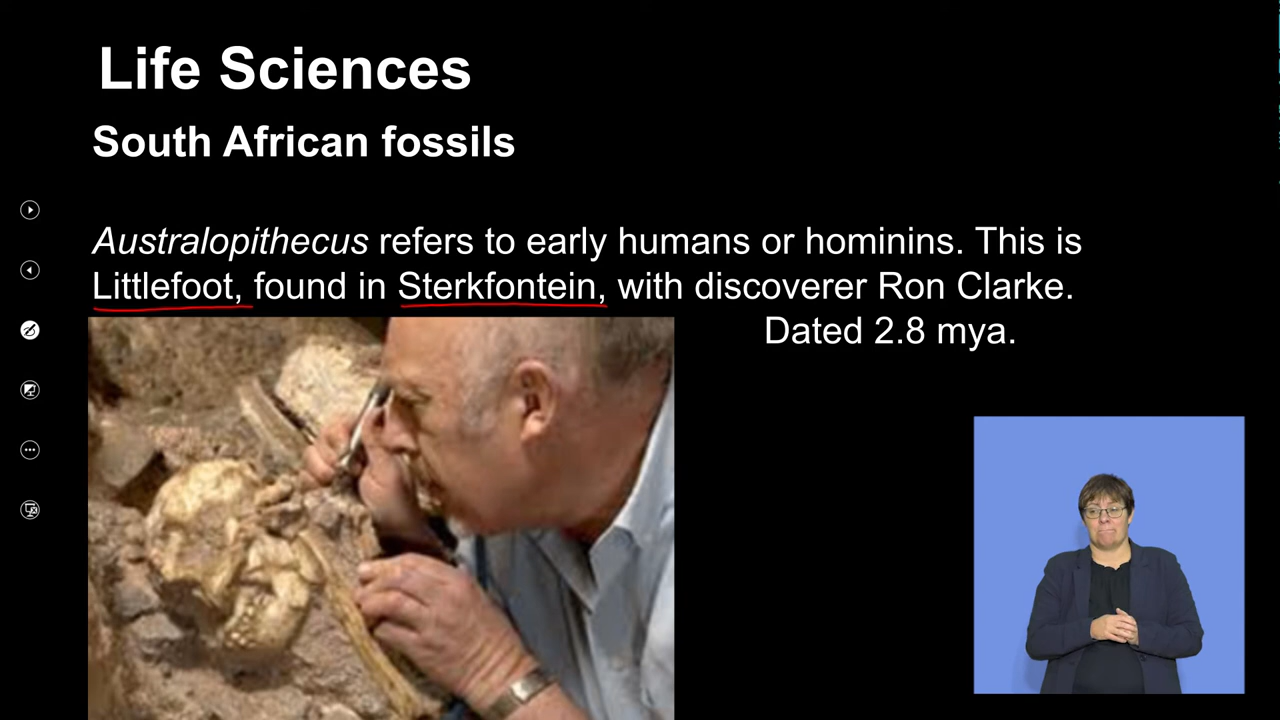 Life Sciences
South African fossils
Australopithecus refers to early humans or hominins. This is
Littlefoot, found in Sterkfontein, with discoverer Ron Clarke.
Dated 2.8 mya.